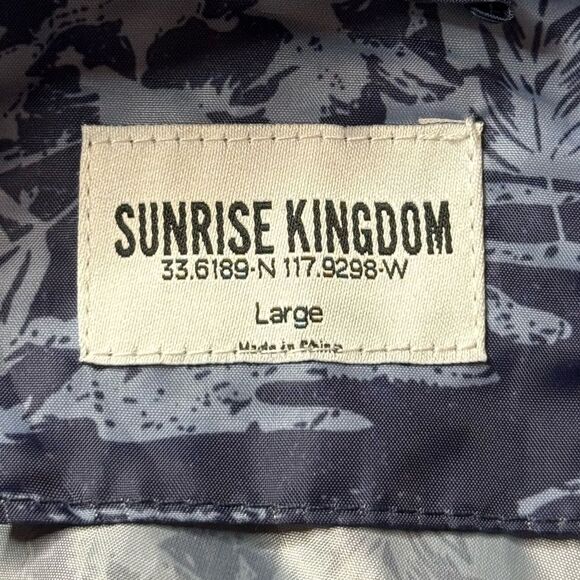 SUNRISE KINGDOM
33.6189-N 117.9298-W
Large
Made in China